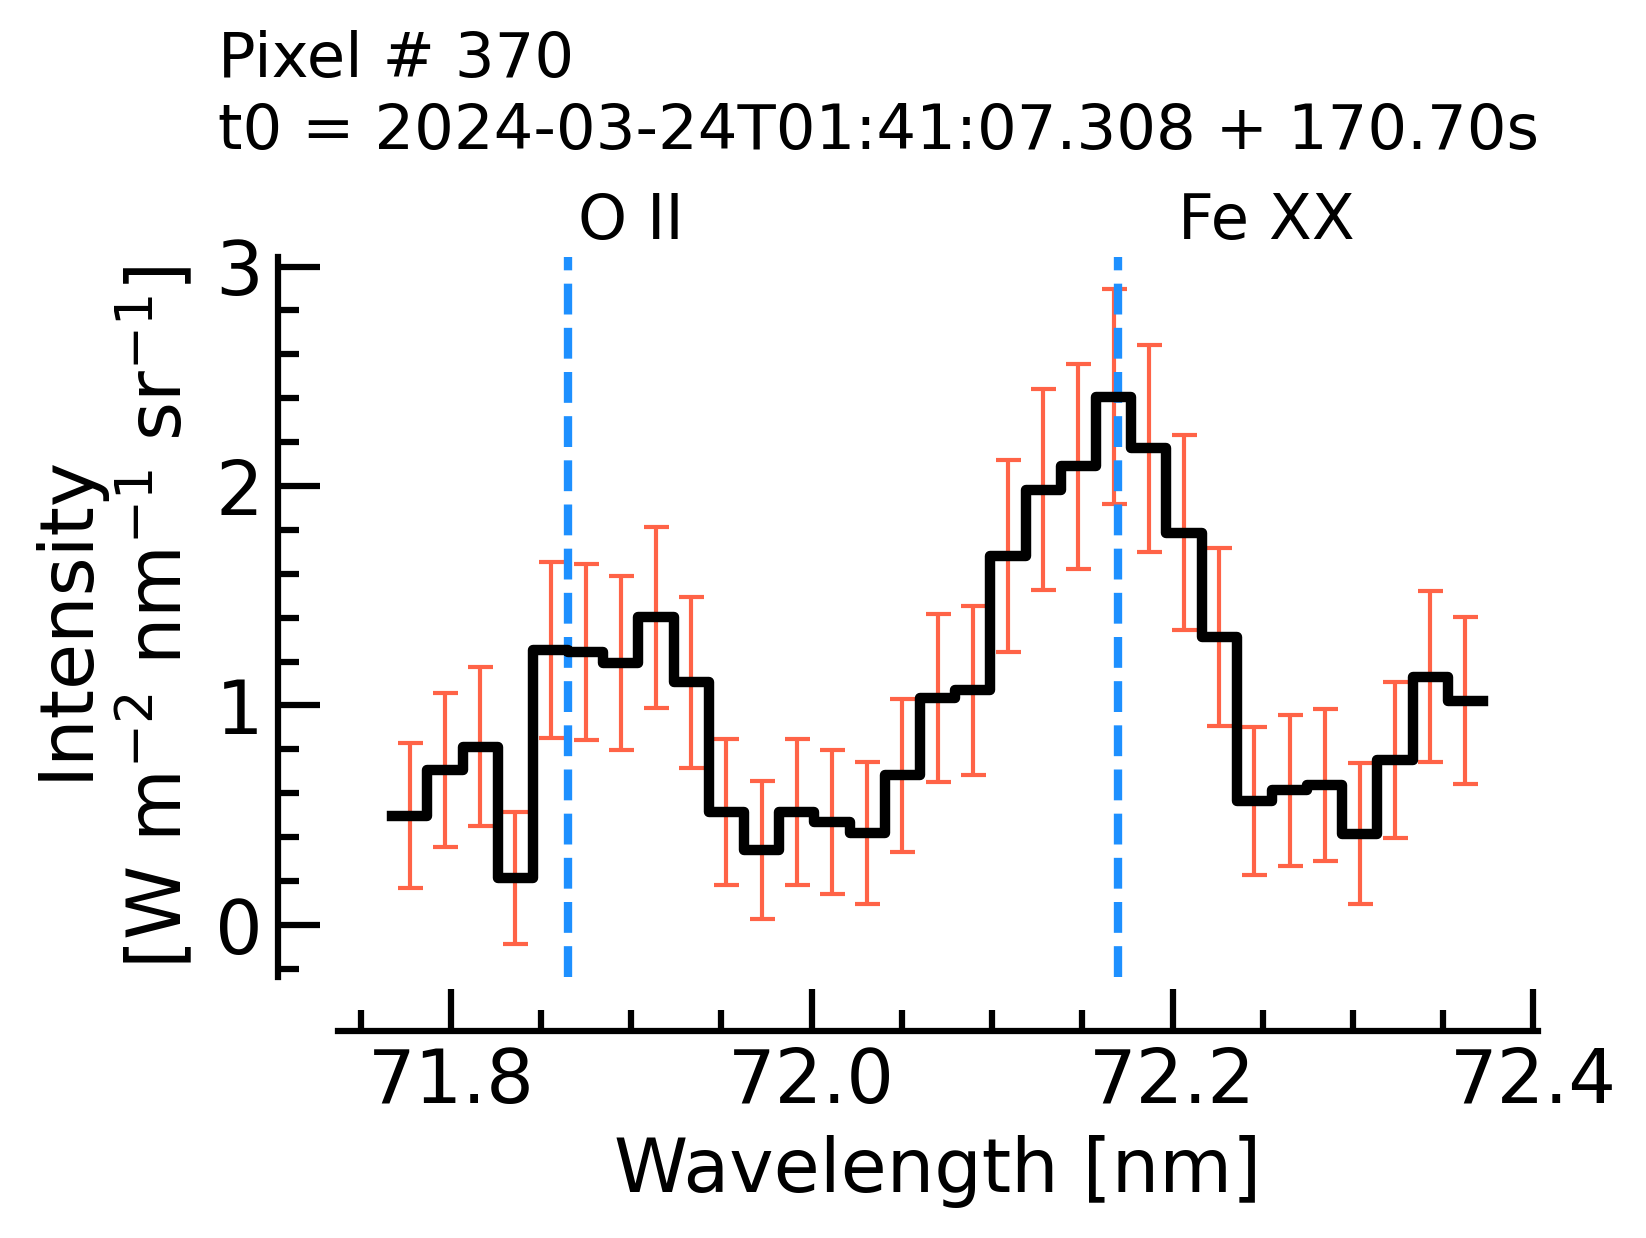 Pixel # 370
t0 = 2024-03-24T01:41:07.308 + 170.70s
O II
Fe XX
3
2
1
0
Intensity
[W m⁻² nm⁻¹ sr⁻¹]
71.8
72.0
72.2
72.4
Wavelength [nm]